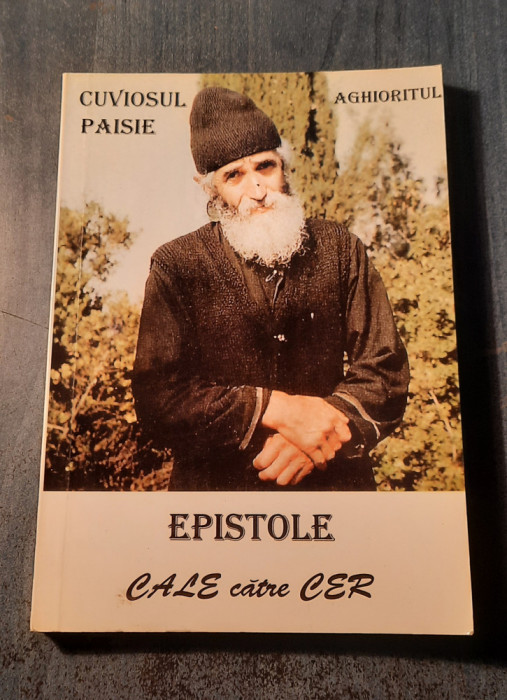 CUVIOSUL
PAISIE
AGHIORITUL
EPISTOLE
CALE către CER